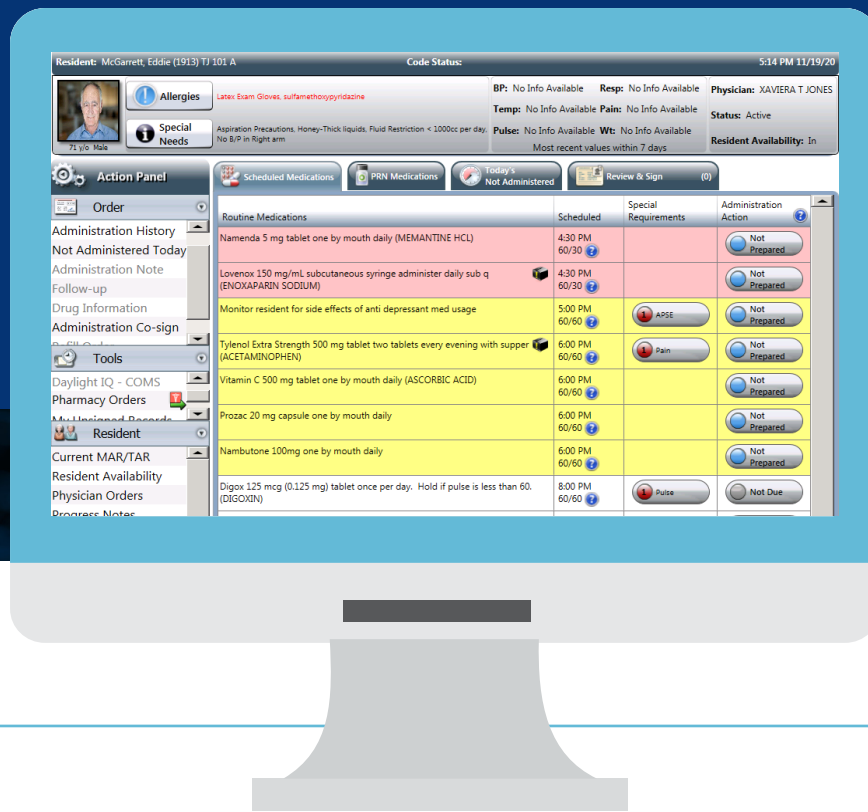 Resident: McGarrett, Eddie (1913) TJ 101 A Code Status: 5:14 PM 11/19/20
Allergies
Latex Exam Gloves, sulfamethoxypyridazine
Special
Needs
Aspiration Precautions, Honey-Thick liquids, Fluid Restriction < 1000cc per day,
No B/P in Right arm
71 y/o Male
BP: No Info Available Resp: No Info Available
Temp: No Info Available Pain: No Info Available
Pulse: No Info Available Wt: No Info Available
Most recent values within 7 days
Physician: XAVIERA T JONES
Status: Active
Resident Availability: In
Action Panel
Scheduled Medications
PRN Medications
Today's
Not Administered
Review & Sign (0)
Order
Administration History
Not Administered Today
Administration Note
Follow-up
Drug Information
Administration Co-sign
Tools
Daylight IQ - COMS
Pharmacy Orders
My Unsigned Records
Resident
Current MAR/TAR
Resident Availability
Physician Orders
Progress Notes
Routine Medications
Scheduled
Special
Requirements
Administration
Action
Namenda 5 mg tablet one by mouth daily (MEMANTINE HCL)
4:30 PM
60/30
Not
Prepared
Lovenox 150 mg/mL subcutaneous syringe administer daily sub q
(ENOXAPARIN SODIUM)
4:30 PM
60/30
Not
Prepared
Monitor resident for side effects of anti depressant med usage
5:00 PM
60/60
1 APSE
Not
Prepared
Tylenol Extra Strength 500 mg tablet two tablets every evening with supper
(ACETAMINOPHEN)
6:00 PM
60/60
1 Pain
Not
Prepared
Vitamin C 500 mg tablet one by mouth daily (ASCORBIC ACID)
6:00 PM
60/60
Not
Prepared
Prozac 20 mg capsule one by mouth daily
6:00 PM
60/60
Not
Prepared
Nambutone 100mg one by mouth daily
6:00 PM
60/60
Not
Prepared
Digox 125 mcg (0.125 mg) tablet once per day. Hold if pulse is less than 60.
(DIGOXIN)
8:00 PM
60/60
1 Pulse
Not Due